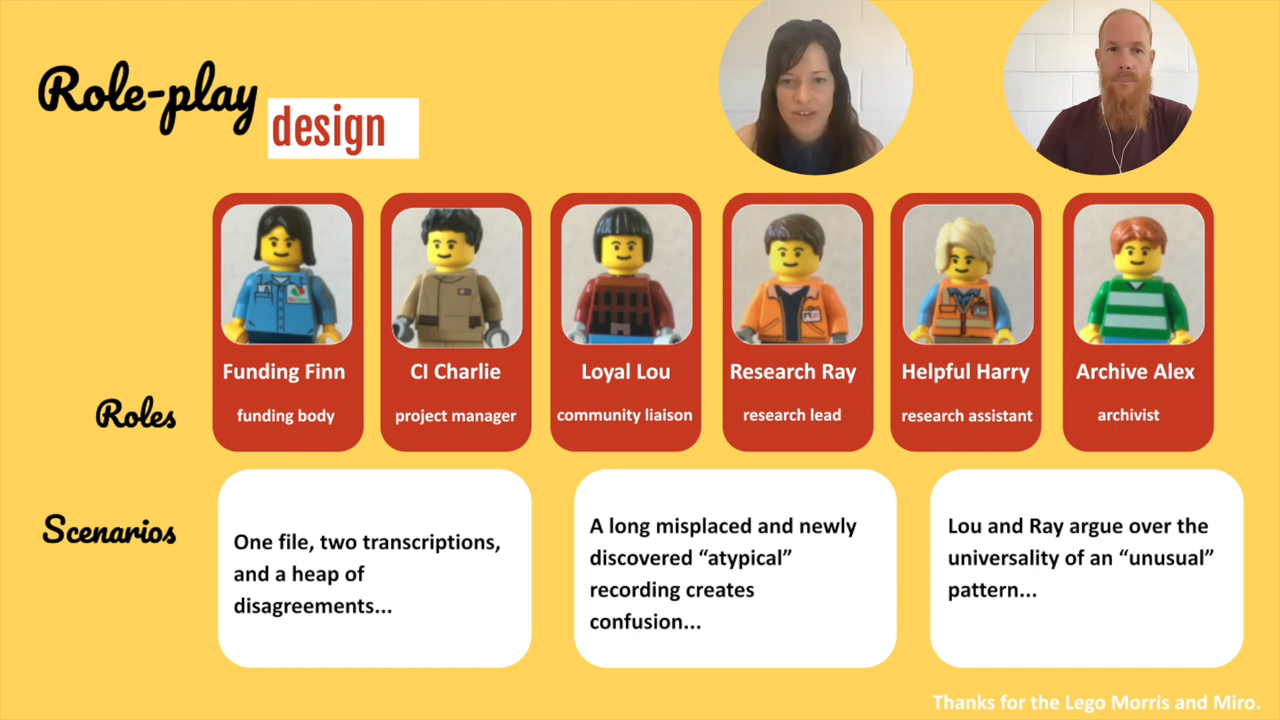 Role-play
design
Funding Finn
CI Charlie
Loyal Lou
Research Ray
Helpful Harry
Archive Alex
Roles
funding body
project manager
community liaison
research lead
research assistant
archivist
Scenarios
One file, two transcriptions,
and a heap of
disagreements...
A long misplaced and newly
discovered “atypical”
recording creates
confusion...
Lou and Ray argue over the
universality of an “unusual”
pattern...
Thanks for the Lego Morris and Miro.